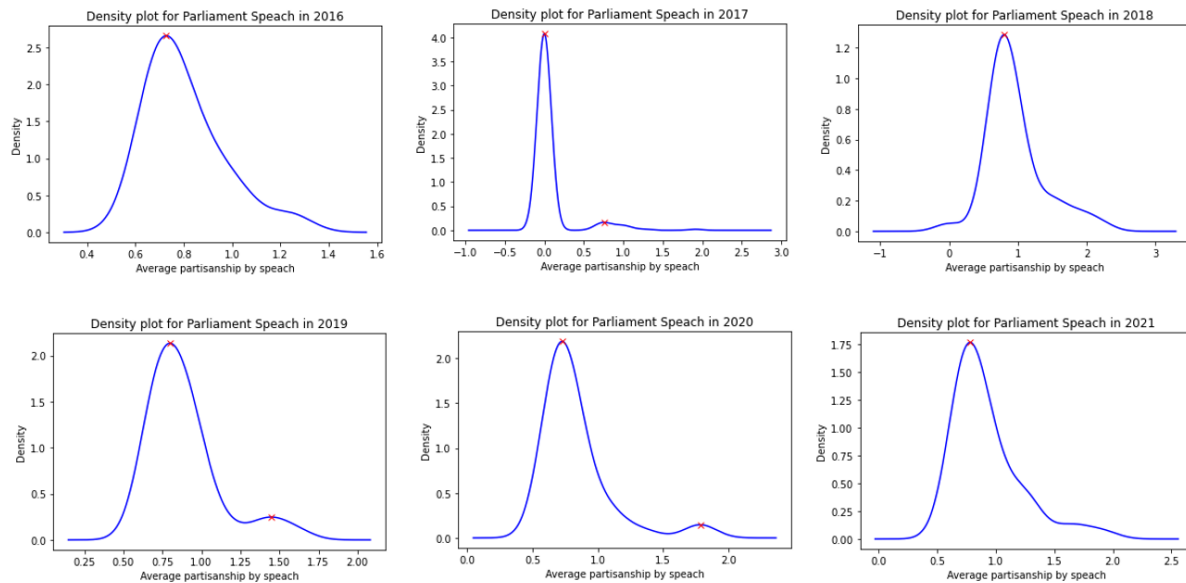 Density plot for Parliament Speach in 2016
2.5
2.0
1.5
1.0
0.5
0.0
Density
0.4 0.6 0.8 1.0 1.2 1.4 1.6
Average partisanship by speach
Density plot for Parliament Speach in 2017
4.0
3.5
3.0
2.5
2.0
1.5
1.0
0.5
0.0
Density
−1.0 −0.5 0.0 0.5 1.0 1.5 2.0 2.5 3.0
Average partisanship by speach
Density plot for Parliament Speach in 2018
1.2
1.0
0.8
0.6
0.4
0.2
0.0
Density
−1 0 1 2 3
Average partisanship by speach
Density plot for Parliament Speach in 2019
2.0
1.5
1.0
0.5
0.0
Density
0.25 0.50 0.75 1.00 1.25 1.50 1.75 2.00
Average partisanship by speach
Density plot for Parliament Speach in 2020
2.0
1.5
1.0
0.5
0.0
Density
0.0 0.5 1.0 1.5 2.0
Average partisanship by speach
Density plot for Parliament Speach in 2021
1.75
1.50
1.25
1.00
0.75
0.50
0.25
0.00
Density
0.0 0.5 1.0 1.5 2.0 2.5
Average partisanship by speach